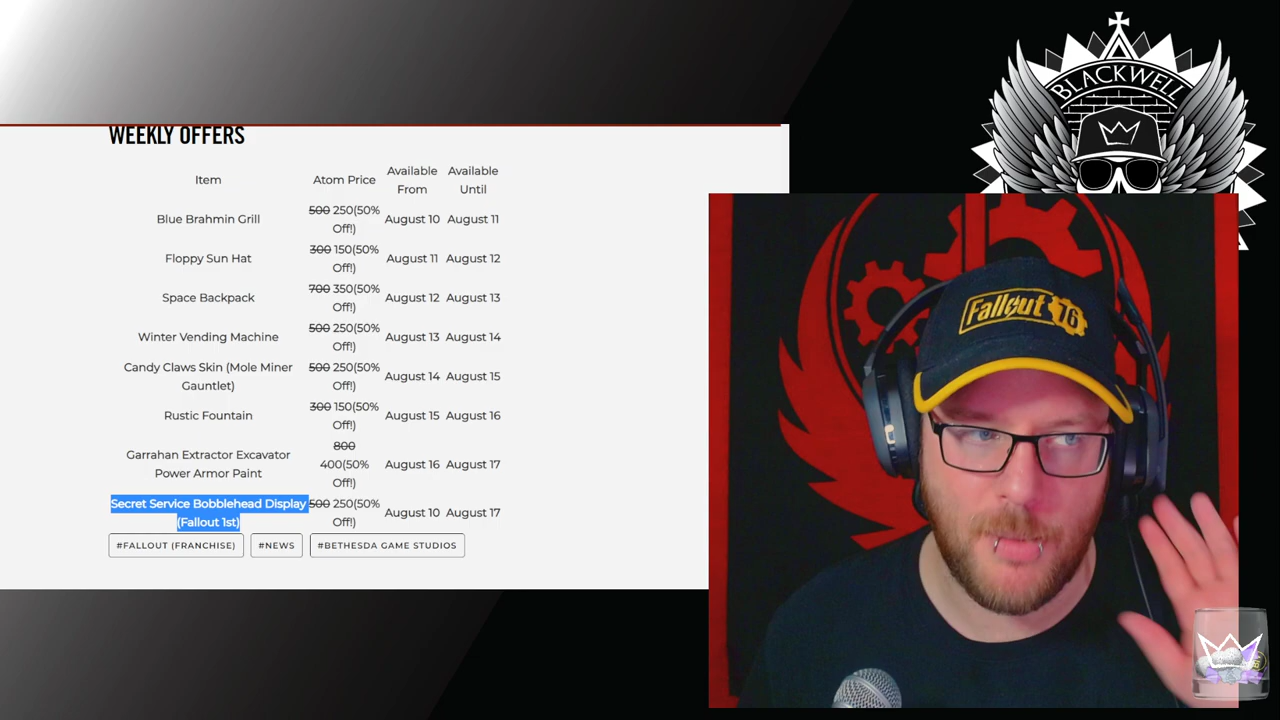 BLACKWELL
WEEKLY OFFERS
Item
Atom Price
Available
From
Available
Until
Blue Brahmin Grill
500 250(50%
Off!)
August 10
August 11
Floppy Sun Hat
300 150(50%
Off!)
August 11
August 12
Space Backpack
700 350(50%
Off!)
August 12
August 13
Winter Vending Machine
500 250(50%
Off!)
August 13
August 14
Candy Claws Skin (Mole Miner
Gauntlet)
500 250(50%
Off!)
August 14
August 15
Rustic Fountain
300 150(50%
Off!)
August 15
August 16
Garrahan Extractor Excavator
Power Armor Paint
800
400(50%
Off!)
August 16
August 17
Secret Service Bobblehead Display
(Fallout 1st)
500 250(50%
Off!)
August 10
August 17
#FALLOUT (FRANCHISE)
#NEWS
#BETHESDA GAME STUDIOS
Fallout 76